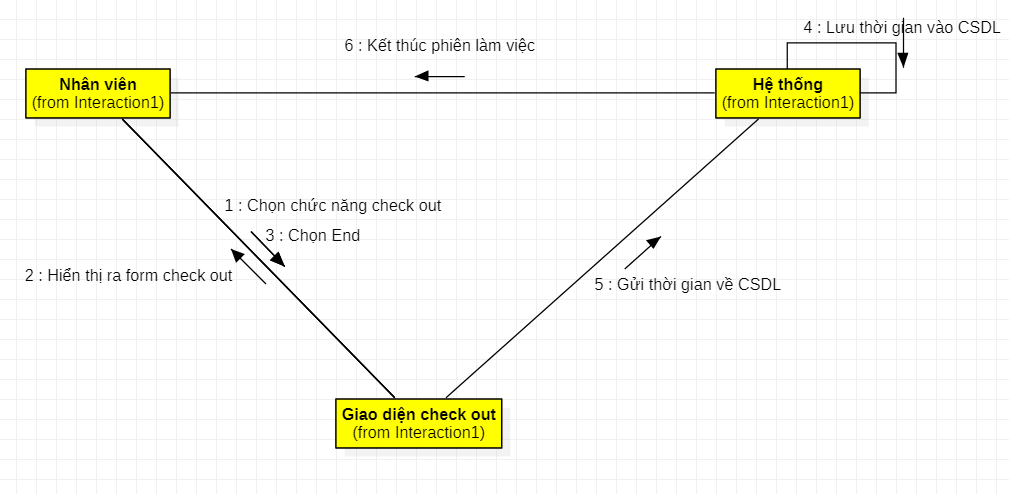 4 : Lưu thời gian vào CSDL
6 : Kết thúc phiên làm việc
Nhân viên
(from Interaction1)
Hệ thống
(from Interaction1)
1 : Chọn chức năng check out
3 : Chọn End
2 : Hiển thị ra form check out
5 : Gửi thời gian về CSDL
Giao diện check out
(from Interaction1)